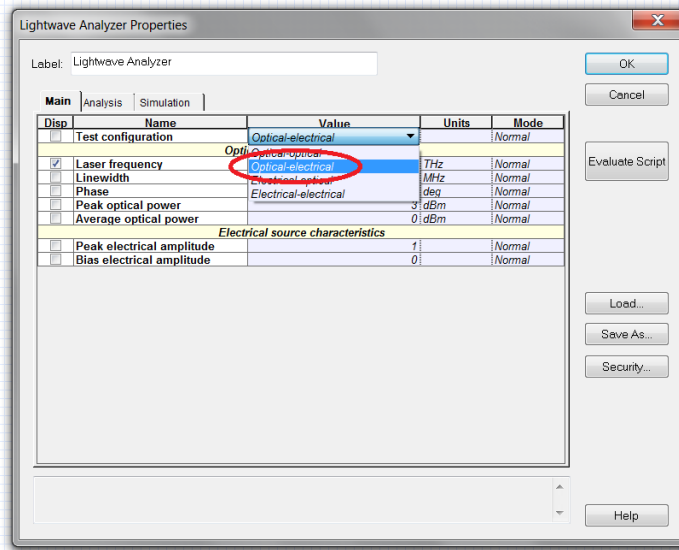 Lightwave Analyzer Properties
Label: Lightwave Analyzer
OK
Cancel
Evaluate Script
Load...
Save As...
Security...
Help
Main Analysis Simulation
Disp Name Value Units Mode
Test configuration Optical-electrical Normal
Opti
Optical-optical
Laser frequency Optical-electrical THz Normal
Linewidth Electrical-optical MHz Normal
Phase Electrical-electrical deg Normal
Peak optical power 3 dBm Normal
Average optical power 0 dBm Normal
Electrical source characteristics
Peak electrical amplitude 1 Normal
Bias electrical amplitude 0 Normal